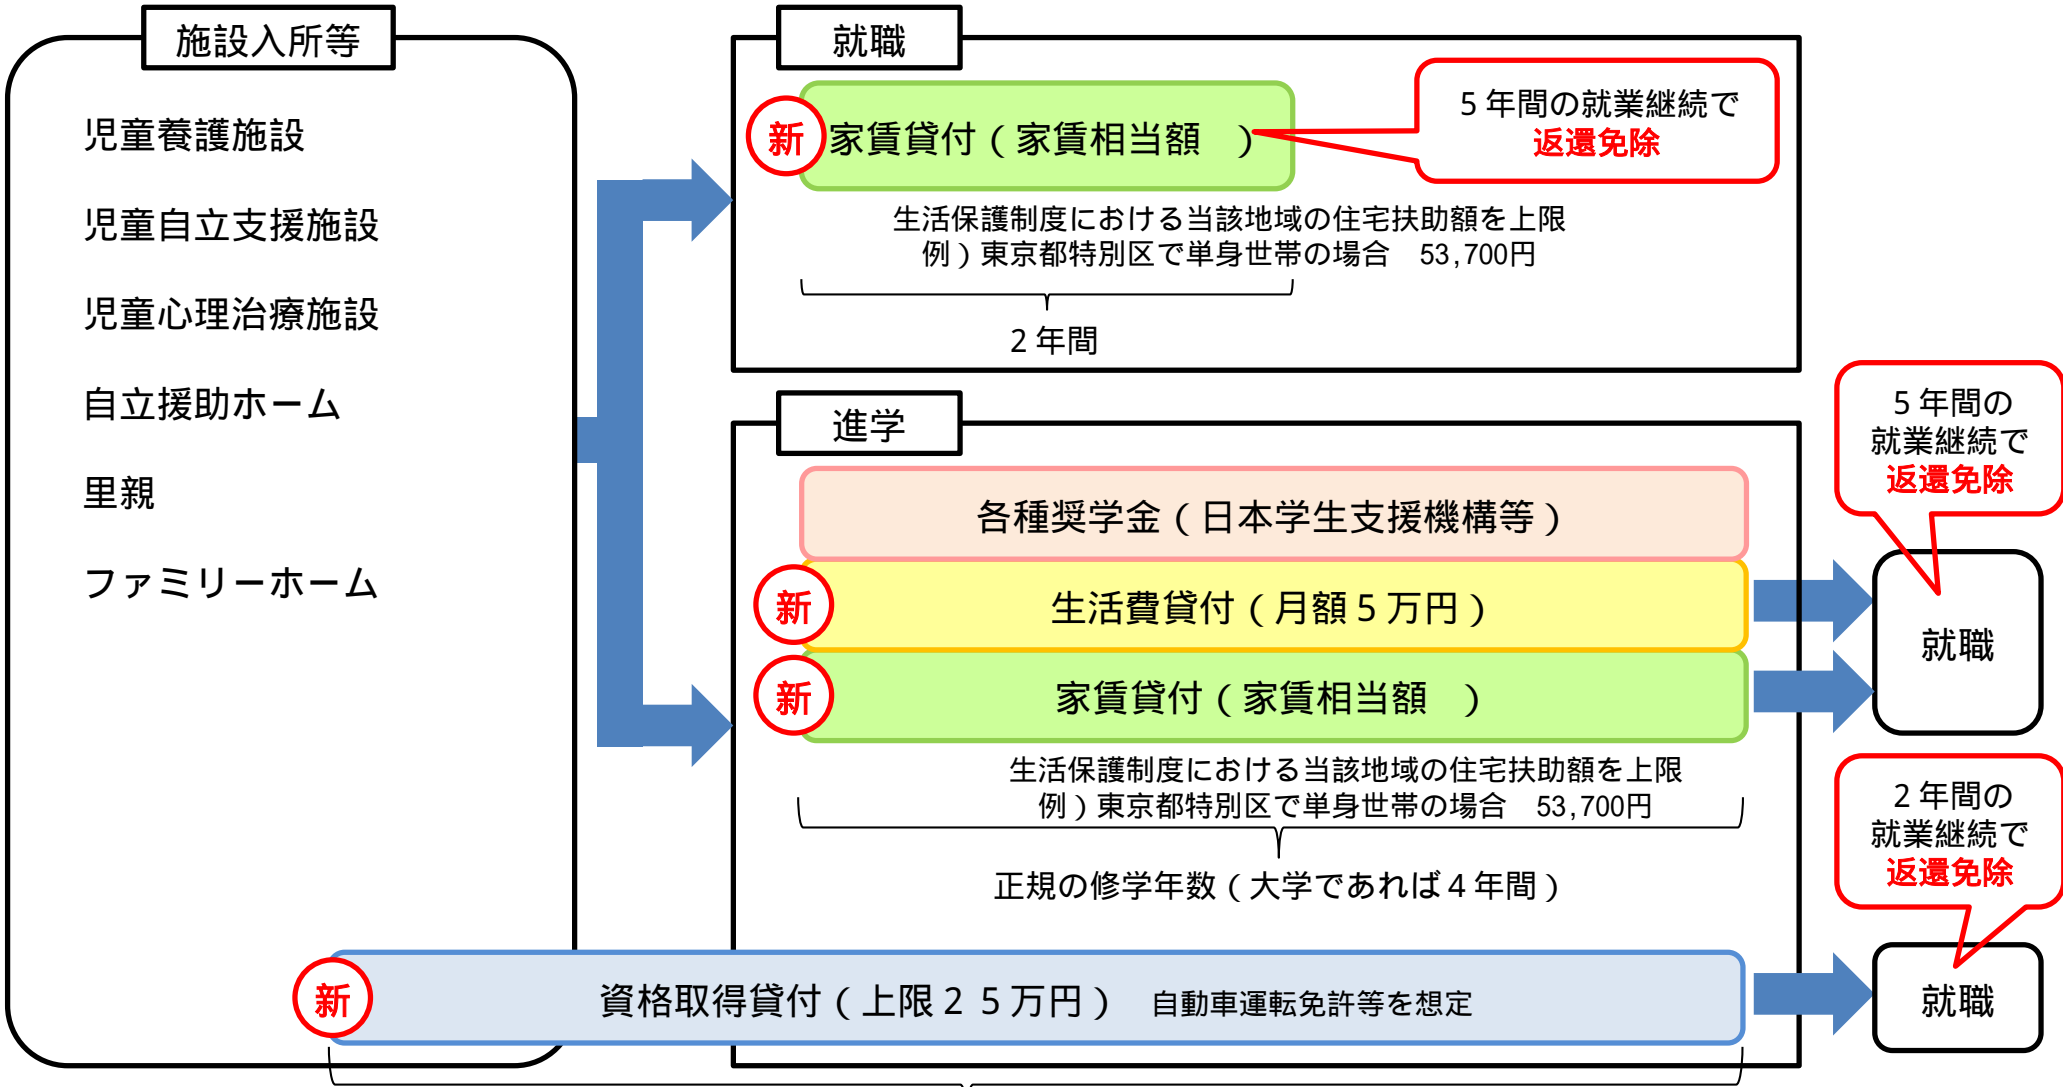 施設入所等
児童養護施設
児童自立支援施設
児童心理治療施設
自立援助ホーム
里親
ファミリーホーム
就職
新
家賃貸付（家賃相当額　）
5年間の就業継続で
返還免除
生活保護制度における当該地域の住宅扶助額を上限
例）東京都特別区で単身世帯の場合　53,700円
2年間
進学
各種奨学金（日本学生支援機構等）
新
生活費貸付（月額5万円）
新
家賃貸付（家賃相当額　）
生活保護制度における当該地域の住宅扶助額を上限
例）東京都特別区で単身世帯の場合　53,700円
正規の修学年数（大学であれば4年間）
5年間の
就業継続で
返還免除
就職
新
資格取得貸付（上限25万円）　自動車運転免許等を想定
2年間の
就業継続で
返還免除
就職